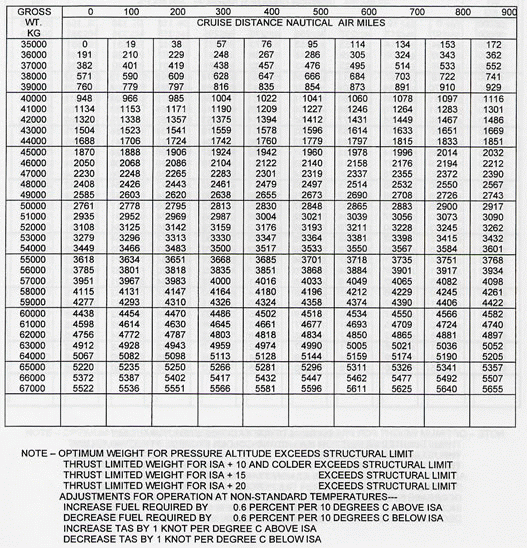 GROSS WT. KG 0 100 200 300 400 500 600 700 800 900
CRUISE DISTANCE NAUTICAL AIR MILES
35000 0 19 38 57 76 95 114 134 153 172
36000 191 210 229 248 267 286 305 324 343 362
37000 382 401 419 438 457 476 495 514 533 552
38000 571 590 609 628 647 666 684 703 722 741
39000 760 779 797 816 835 854 873 891 910 929
40000 948 966 985 1004 1022 1041 1060 1078 1097 1116
41000 1134 1153 1171 1190 1209 1227 1246 1264 1283 1301
42000 1320 1338 1357 1375 1394 1412 1431 1449 1467 1486
43000 1504 1523 1541 1559 1578 1596 1614 1633 1651 1669
44000 1688 1706 1724 1742 1760 1779 1797 1815 1833 1851
45000 1870 1888 1906 1924 1942 1960 1978 1996 2014 2032
46000 2050 2068 2086 2104 2122 2140 2158 2176 2194 2212
47000 2230 2248 2265 2283 2301 2319 2337 2355 2372 2390
48000 2408 2426 2443 2461 2479 2497 2514 2532 2550 2567
49000 2585 2603 2620 2638 2655 2673 2690 2708 2726 2743
50000 2761 2778 2795 2813 2830 2848 2865 2883 2900 2917
51000 2935 2952 2969 2987 3004 3021 3039 3056 3073 3090
52000 3108 3125 3142 3159 3176 3193 3211 3228 3245 3262
53000 3279 3296 3313 3330 3347 3364 3381 3398 3415 3432
54000 3449 3466 3483 3500 3517 3533 3550 3567 3584 3601
55000 3618 3634 3651 3668 3685 3701 3718 3735 3751 3768
56000 3785 3801 3818 3835 3851 3868 3884 3901 3917 3934
57000 3951 3967 3983 4000 4016 4033 4049 4065 4082 4098
58000 4115 4131 4147 4164 4180 4196 4212 4229 4245 4261
59000 4277 4293 4310 4326 4324 4358 4374 4390 4406 4422
60000 4438 4454 4470 4486 4502 4518 4534 4550 4566 4582
61000 4598 4614 4630 4645 4661 4677 4693 4709 4724 4740
62000 4756 4772 4787 4803 4818 4834 4850 4865 4881 4897
63000 4912 4928 4943 4959 4974 4990 5005 5021 5036 5052
64000 5067 5082 5098 5113 5128 5144 5159 5174 5190 5205
65000 5220 5235 5250 5266 5281 5296 5311 5326 5341 5357
66000 5372 5387 5402 5417 5432 5447 5462 5477 5492 5507
67000 5522 5536 5551 5566 5581 5596 5611 5625 5640 5655
NOTE – OPTIMUM WEIGHT FOR PRESSURE ALTITUDE EXCEEDS STRUCTURAL LIMIT
THRUST LIMITED WEIGHT FOR ISA + 10 AND COLDER EXCEEDS STRUCTURAL LIMIT
THRUST LIMITED WEIGHT FOR ISA + 15 EXCEEDS STRUCTURAL LIMIT
THRUST LIMITED WEIGHT FOR ISA + 20 EXCEEDS STRUCTURAL LIMIT
ADJUSTMENTS FOR OPERATION AT NON-STANDARD TEMPERATURES---
INCREASE FUEL REQUIRED BY 0.6 PERCENT PER 10 DEGREES C ABOVE ISA
DECREASE FUEL REQUIRED BY 0.6 PERCENT PER 10 DEGREES C BELOW ISA
INCREASE TAS BY 1 KNOT PER DEGREE C ABOVE ISA
DECREASE TAS BY 1 KNOT PER DEGREE C BELOW ISA